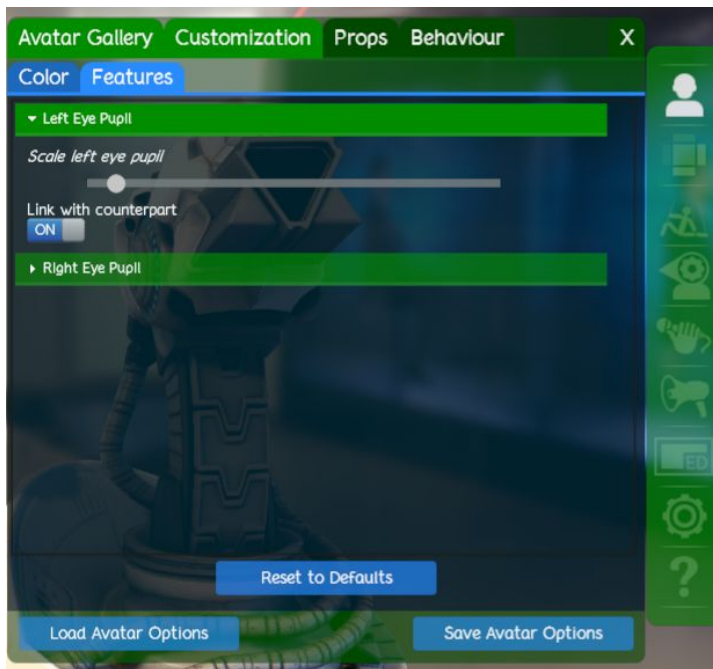 Avatar Gallery Customization Props Behaviour X
Color Features
Left Eye Pupil
Scale left eye pupil
Link with counterpart
ON
Right Eye Pupil
ED
Reset to Defaults
?
Load Avatar Options Save Avatar Options